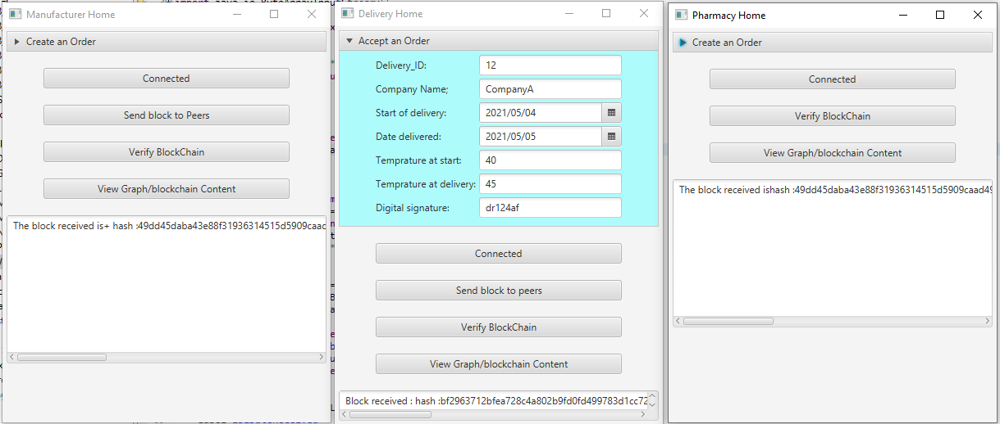 Manufacturer Home
Create an Order
Connected
Send block to Peers
Verify BlockChain
View Graph/blockchain Content
The block received is+ hash :49dd45daba43e88f31936314515d5909caac
Delivery Home
Accept an Order
Delivery_ID: 12
Company Name; CompanyA
Start of delivery: 2021/05/04
Date delivered: 2021/05/05
Temprature at start: 40
Temprature at delivery: 45
Digital signature: dr124af
Connected
Send block to peers
Verify BlockChain
View Graph/blockchain Content
Block received : hash :bf2963712bfea728c4a802b9fd0fd499783d1cc72
Pharmacy Home
Create an Order
Connected
Verify BlockChain
View Graph/blockchain Content
The block received ishash :49dd45daba43e88f31936314515d5909caad49